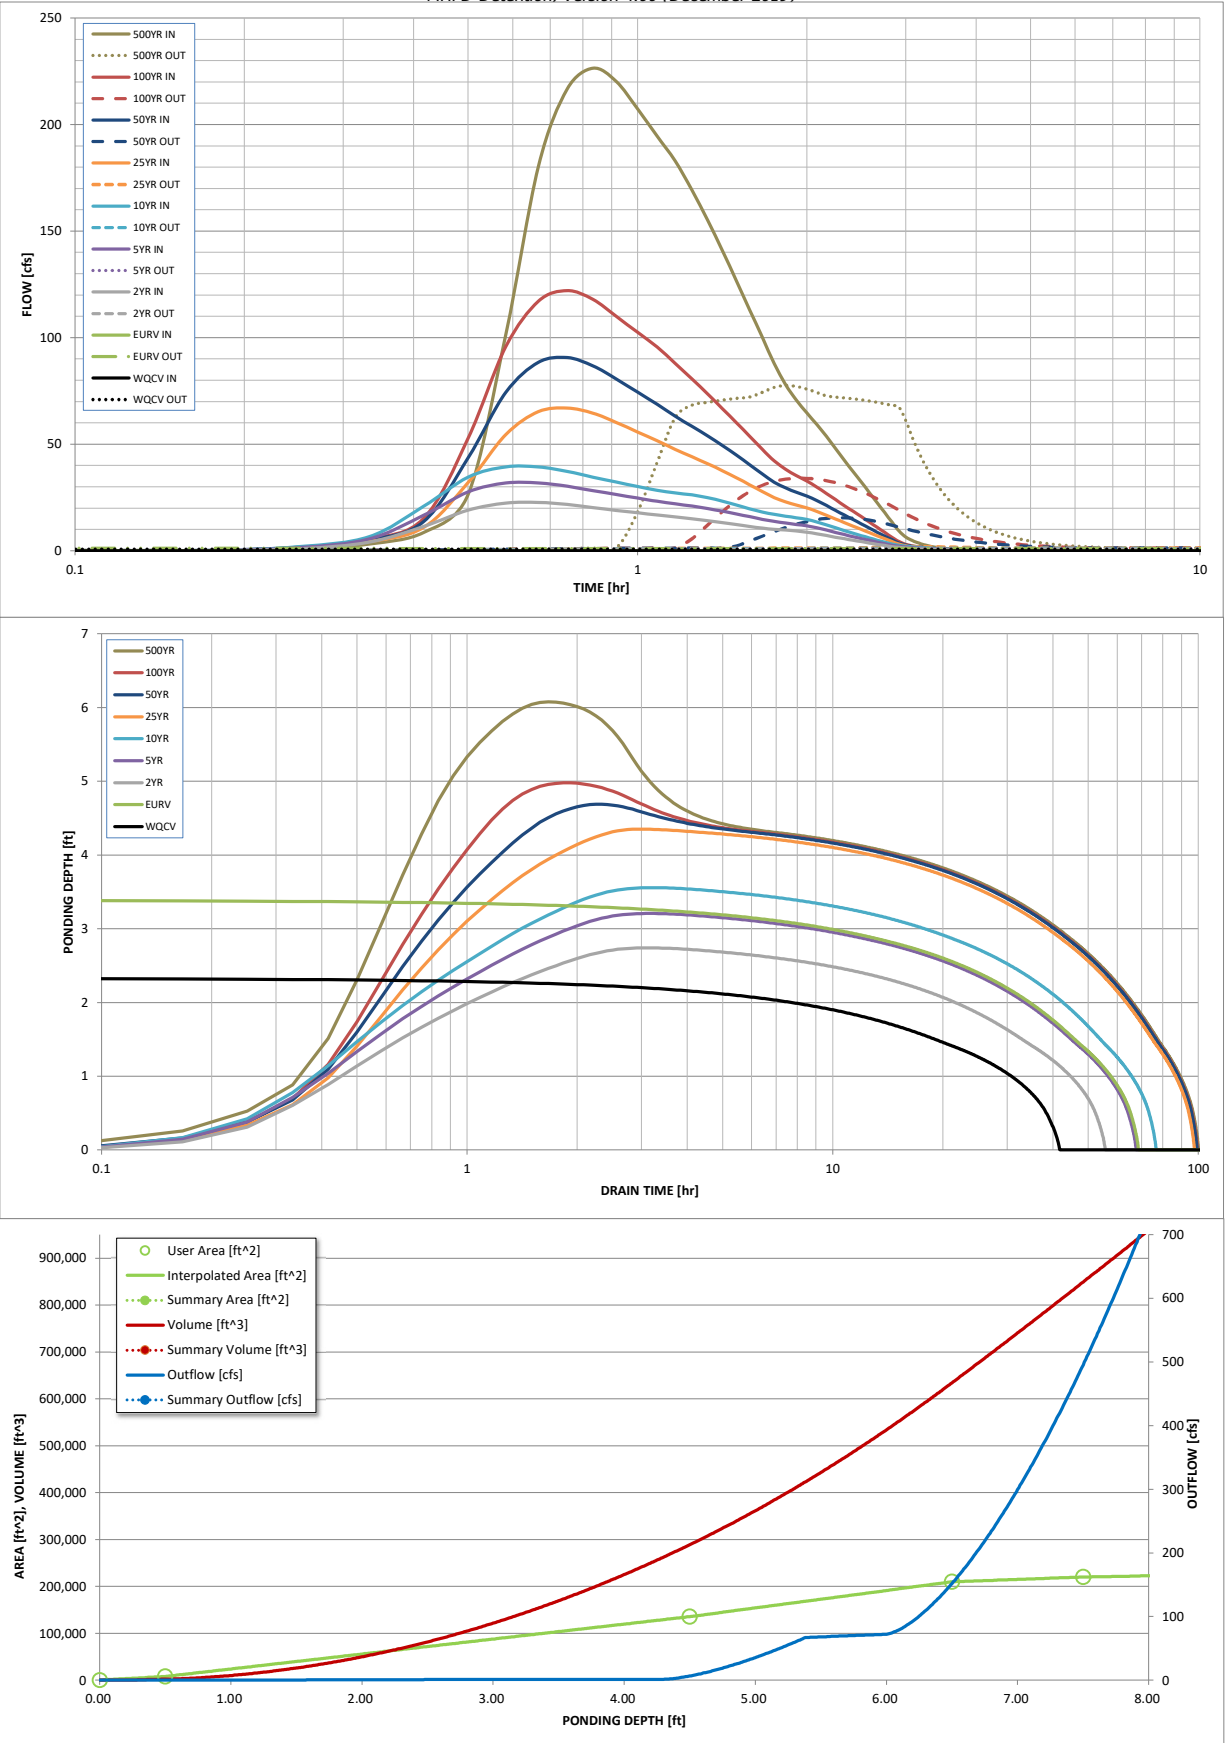 250
200
150
100
50
0
FLOW [cfs]
500YR IN
500YR OUT
100YR IN
100YR OUT
50YR IN
50YR OUT
25YR IN
25YR OUT
10YR IN
10YR OUT
5YR IN
5YR OUT
2YR IN
2YR OUT
EURV IN
EURV OUT
WQCV IN
WQCV OUT
0.1
1
10
TIME [hr]
7
6
5
4
3
2
1
0
PONDING DEPTH [ft]
500YR
100YR
50YR
25YR
10YR
5YR
2YR
EURV
WQCV
0.1
1
10
100
DRAIN TIME [hr]
900,000
800,000
700,000
600,000
500,000
400,000
300,000
200,000
100,000
0
AREA [ft^2], VOLUME [ft^3]
User Area [ft^2]
Interpolated Area [ft^2]
Summary Area [ft^2]
Volume [ft^3]
Summary Volume [ft^3]
Outflow [cfs]
Summary Outflow [cfs]
700
600
500
400
300
200
100
0
OUTFLOW [cfs]
0.00
1.00
2.00
3.00
4.00
5.00
6.00
7.00
8.00
PONDING DEPTH [ft]